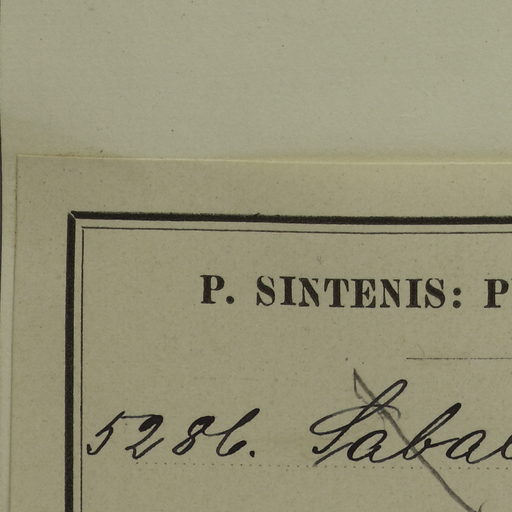 P. SINTENIS: P
5286. Sabal